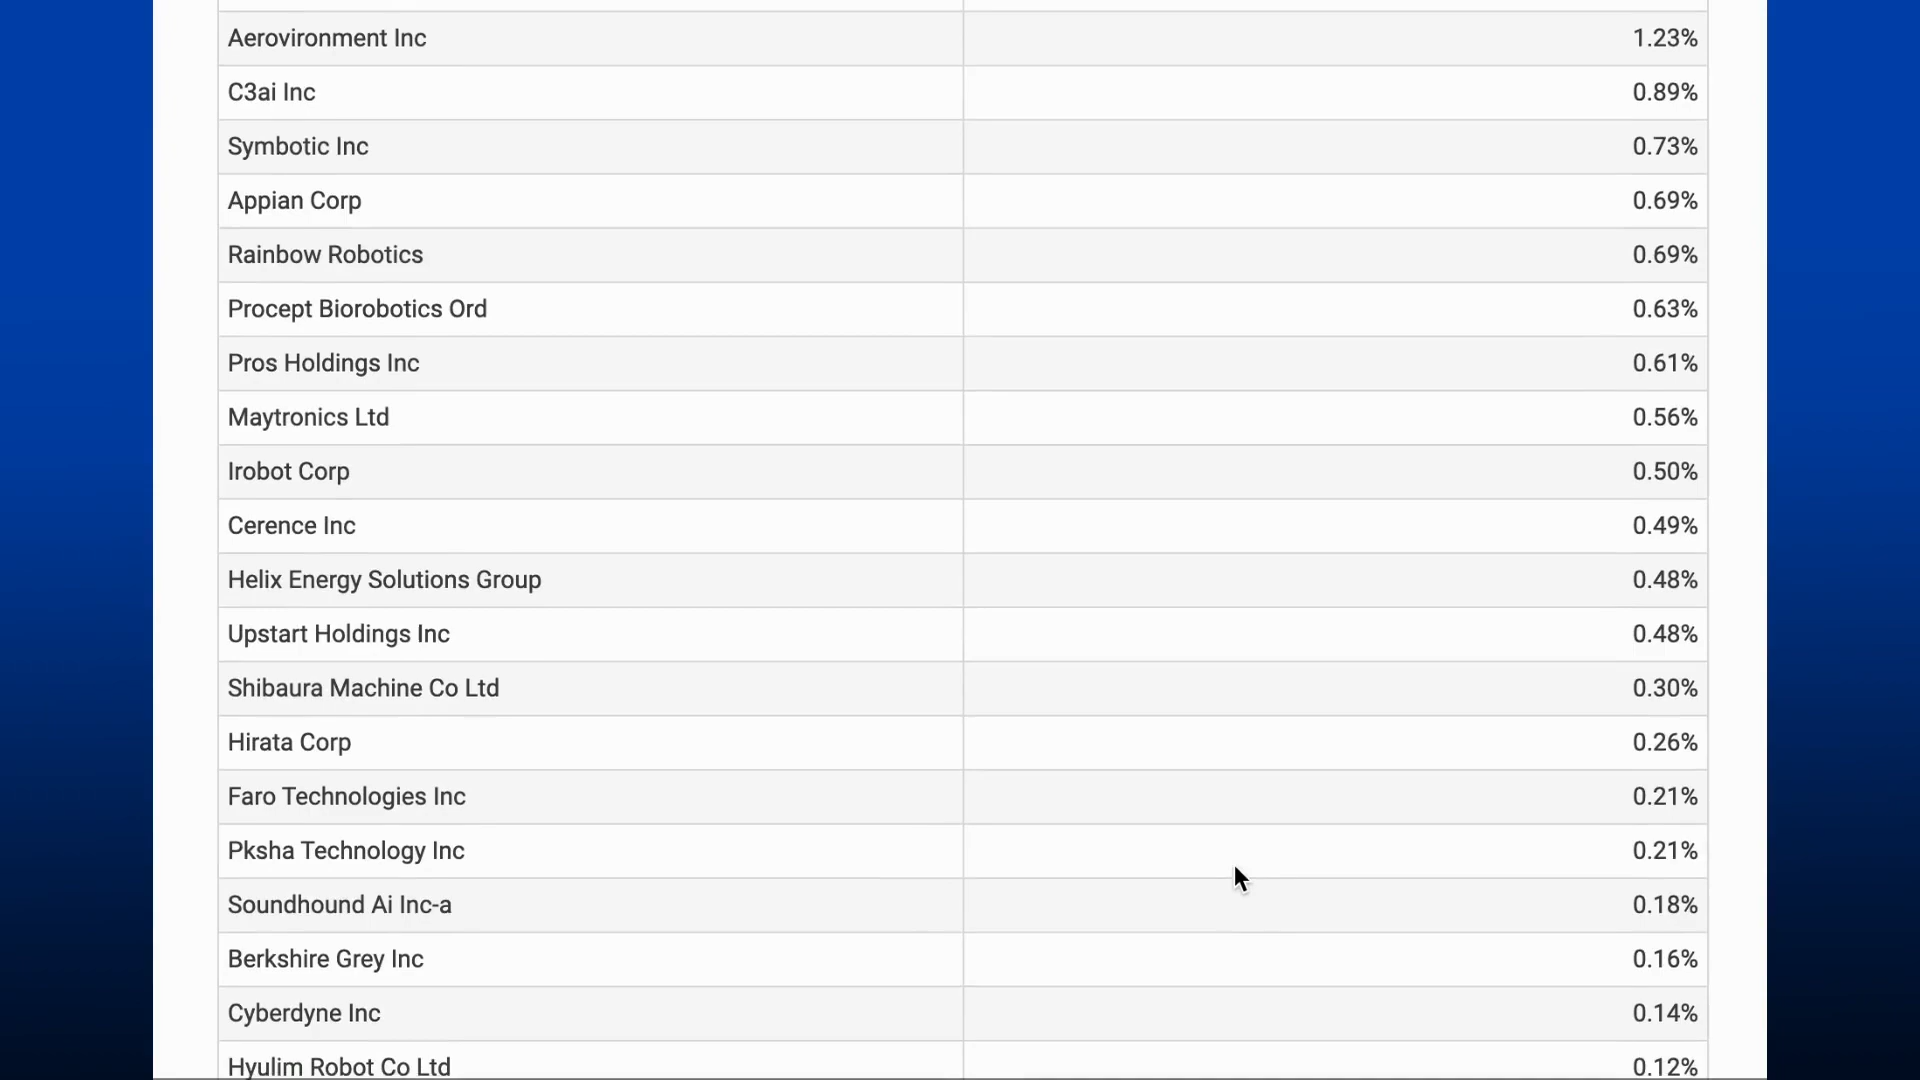 Aerovironment Inc 1.23%
C3ai Inc 0.89%
Symbotic Inc 0.73%
Appian Corp 0.69%
Rainbow Robotics 0.69%
Procept Biorobotics Ord 0.63%
Pros Holdings Inc 0.61%
Maytronics Ltd 0.56%
Irobot Corp 0.50%
Cerence Inc 0.49%
Helix Energy Solutions Group 0.48%
Upstart Holdings Inc 0.48%
Shibaura Machine Co Ltd 0.30%
Hirata Corp 0.26%
Faro Technologies Inc 0.21%
Pksha Technology Inc 0.21%
Soundhound Ai Inc-a 0.18%
Berkshire Grey Inc 0.16%
Cyberdyne Inc 0.14%
Hyulim Robot Co Ltd 0.12%